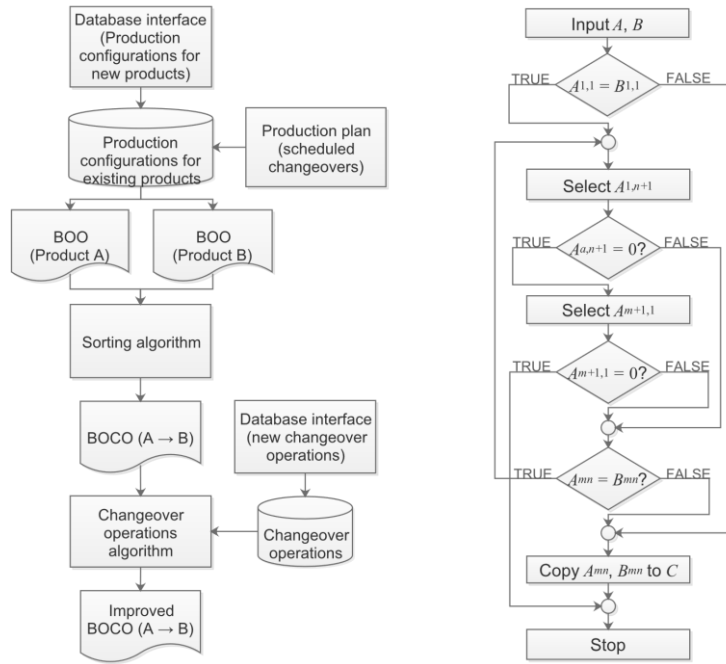 Database interface
(Production
configurations for
new products)
Production
configurations for
existing products
Production plan
(scheduled
changeovers)
BOO
(Product A)
BOO
(Product B)
Sorting algorithm
BOCO (A → B)
Database interface
(new changeover
operations)
Changeover
operations
algorithm
Changeover
operations
Improved
BOCO (A → B)
Input A, B
TRUE
A1,1 = B1,1
FALSE
Select A1,n+1
TRUE
Aa,n+1 = 0?
FALSE
Select Am+1,1
TRUE
Am+1,1 = 0?
FALSE
TRUE
Amn = Bmn?
FALSE
Copy Amn, Bmn to C
Stop